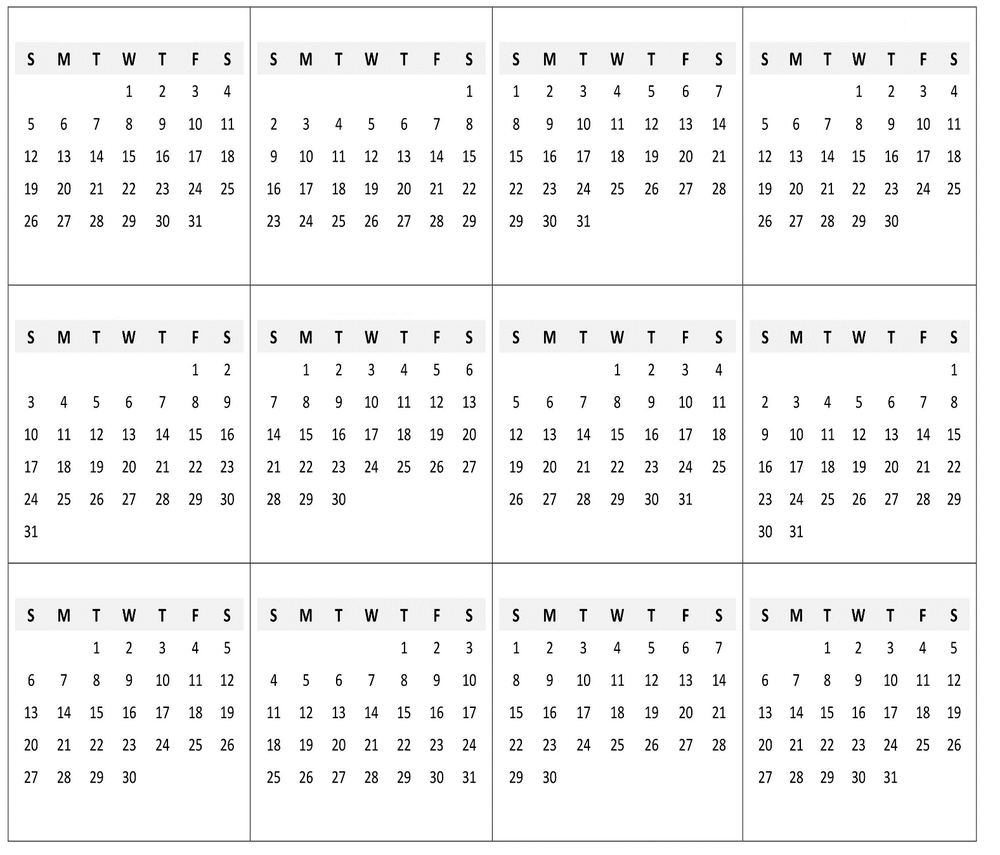 S M T W T F S
1 2 3 4
5 6 7 8 9 10 11
12 13 14 15 16 17 18
19 20 21 22 23 24 25
26 27 28 29 30 31
S M T W T F S
1
2 3 4 5 6 7 8
9 10 11 12 13 14 15
16 17 18 19 20 21 22
23 24 25 26 27 28 29
S M T W T F S
1 2 3 4 5 6 7
8 9 10 11 12 13 14
15 16 17 18 19 20 21
22 23 24 25 26 27 28
29 30 31
S M T W T F S
1 2 3 4
5 6 7 8 9 10 11
12 13 14 15 16 17 18
19 20 21 22 23 24 25
26 27 28 29 30
S M T W T F S
1 2
3 4 5 6 7 8 9
10 11 12 13 14 15 16
17 18 19 20 21 22 23
24 25 26 27 28 29 30
31
S M T W T F S
1 2 3 4 5 6
7 8 9 10 11 12 13
14 15 16 17 18 19 20
21 22 23 24 25 26 27
28 29 30
S M T W T F S
1 2 3 4
5 6 7 8 9 10 11
12 13 14 15 16 17 18
19 20 21 22 23 24 25
26 27 28 29 30 31
S M T W T F S
1
2 3 4 5 6 7 8
9 10 11 12 13 14 15
16 17 18 19 20 21 22
23 24 25 26 27 28 29
30 31
S M T W T F S
1 2 3 4 5
6 7 8 9 10 11 12
13 14 15 16 17 18 19
20 21 22 23 24 25 26
27 28 29 30
S M T W T F S
1 2 3
4 5 6 7 8 9 10
11 12 13 14 15 16 17
18 19 20 21 22 23 24
25 26 27 28 29 30 31
S M T W T F S
1 2 3 4 5 6 7
8 9 10 11 12 13 14
15 16 17 18 19 20 21
22 23 24 25 26 27 28
29 30
S M T W T F S
1 2 3 4 5
6 7 8 9 10 11 12
13 14 15 16 17 18 19
20 21 22 23 24 25 26
27 28 29 30 31